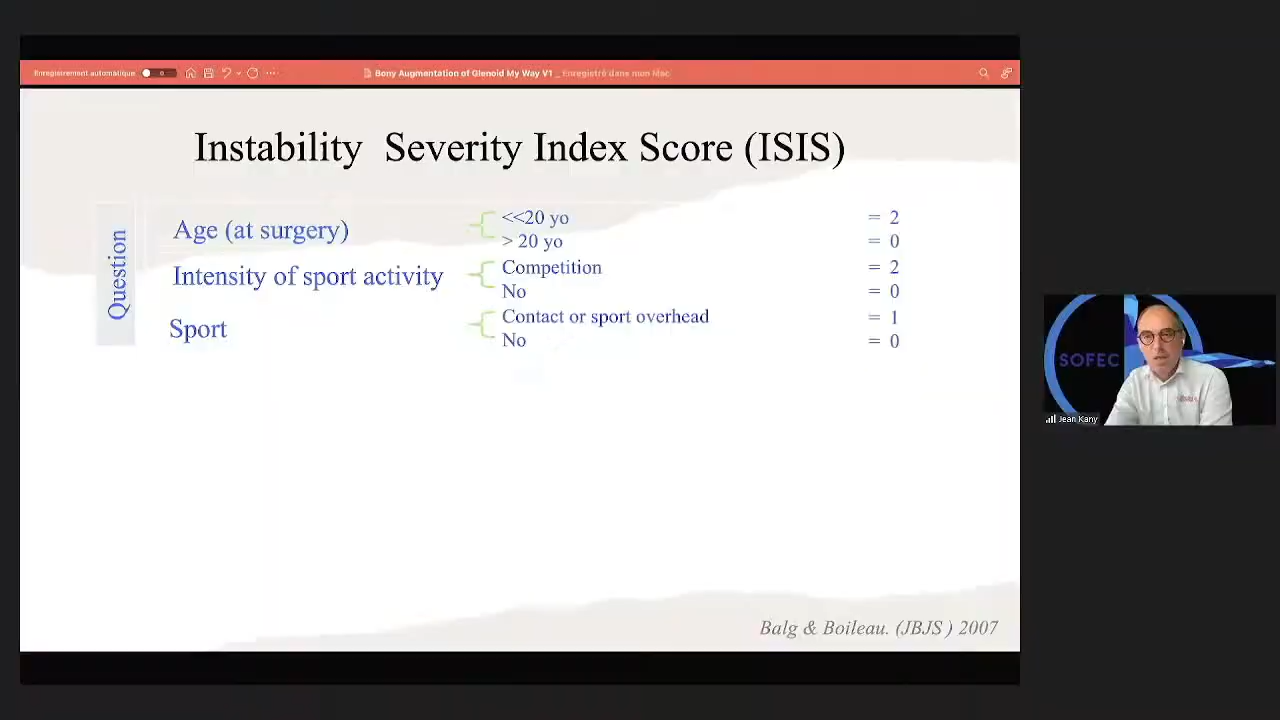 Enregistrement automatique
Bony Augmentation of Glenoid My Way V1 _ Enregistré dans mon Mac
Instability Severity Index Score (ISIS)
Question
Age (at surgery)
<<20 yo = 2
> 20 yo = 0
Intensity of sport activity
Competition = 2
No = 0
Sport
Contact or sport overhead = 1
No = 0
Balg & Boileau. (JBJS ) 2007
SOFEC
Jean Kany